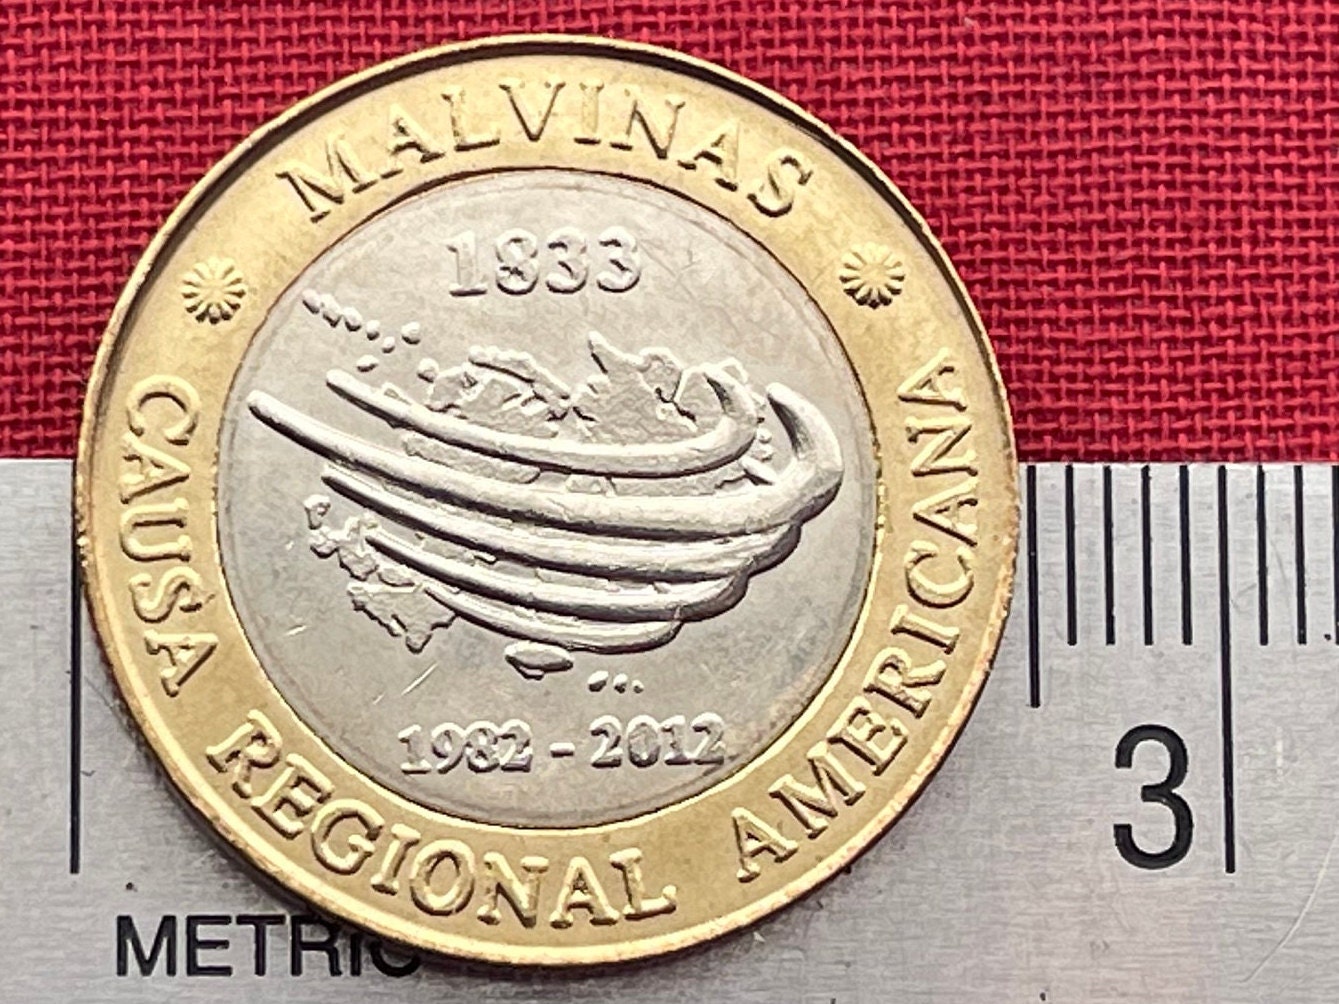 MALVINAS
1833
1982 - 2012
CAUSA REGIONAL AMERICANA
3
METRIC